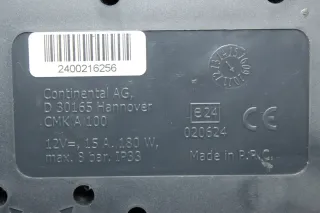 2400216256
Continental AG,
D 30165 Hannover
CMK A 100
12V⎓, 15 A, 180 W,
max. 8 bar, IP33
E24
020624
CE
Made in P.R.C.